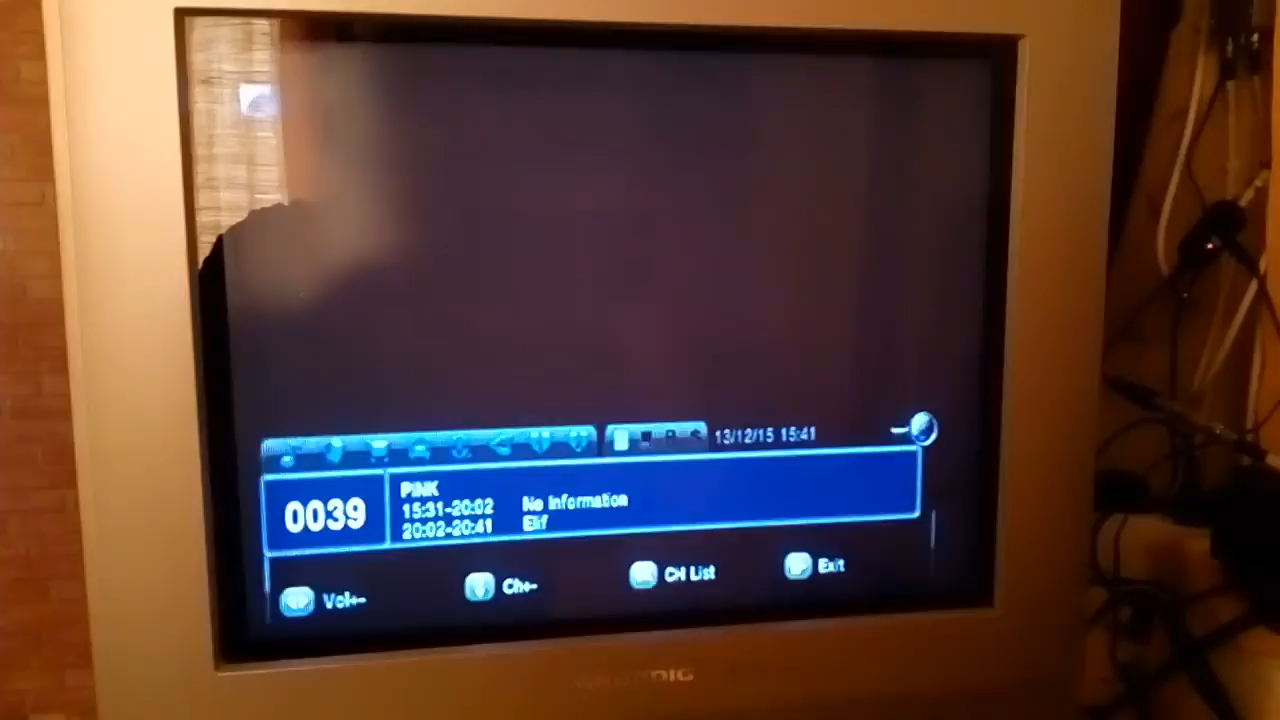 13/12/15 15:41
0039
PINK
15:31-20:02 No Information
20:02-20:41 Elif
Vol+- Ch+- CH List Exit
GRUNDIG